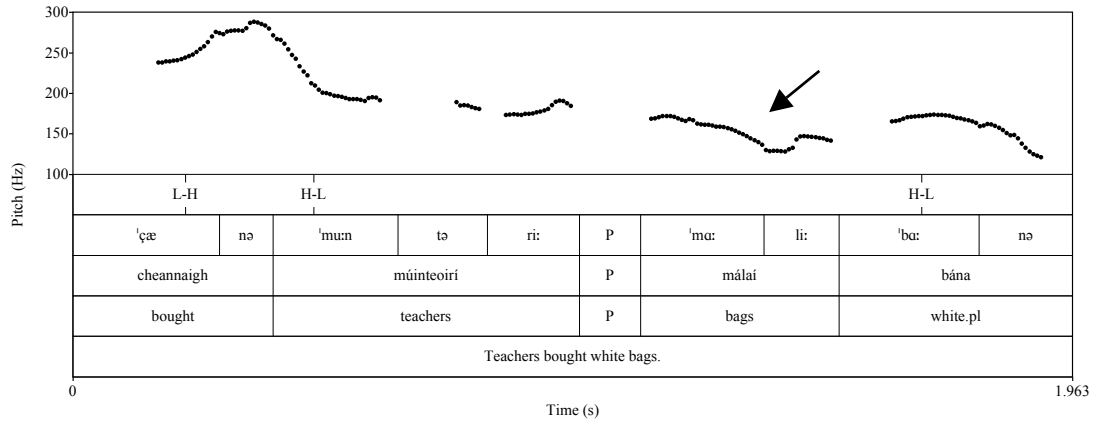 300
250
200
150
100
Pitch (Hz)
L-H H-L H-L
ˈçæ nə ˈmuːn tə riː P ˈmɑː liː ˈbɑː nə
cheannaigh múinteoirí P málaí bána
bought teachers P bags white.pl
Teachers bought white bags.
0 1.963
Time (s)